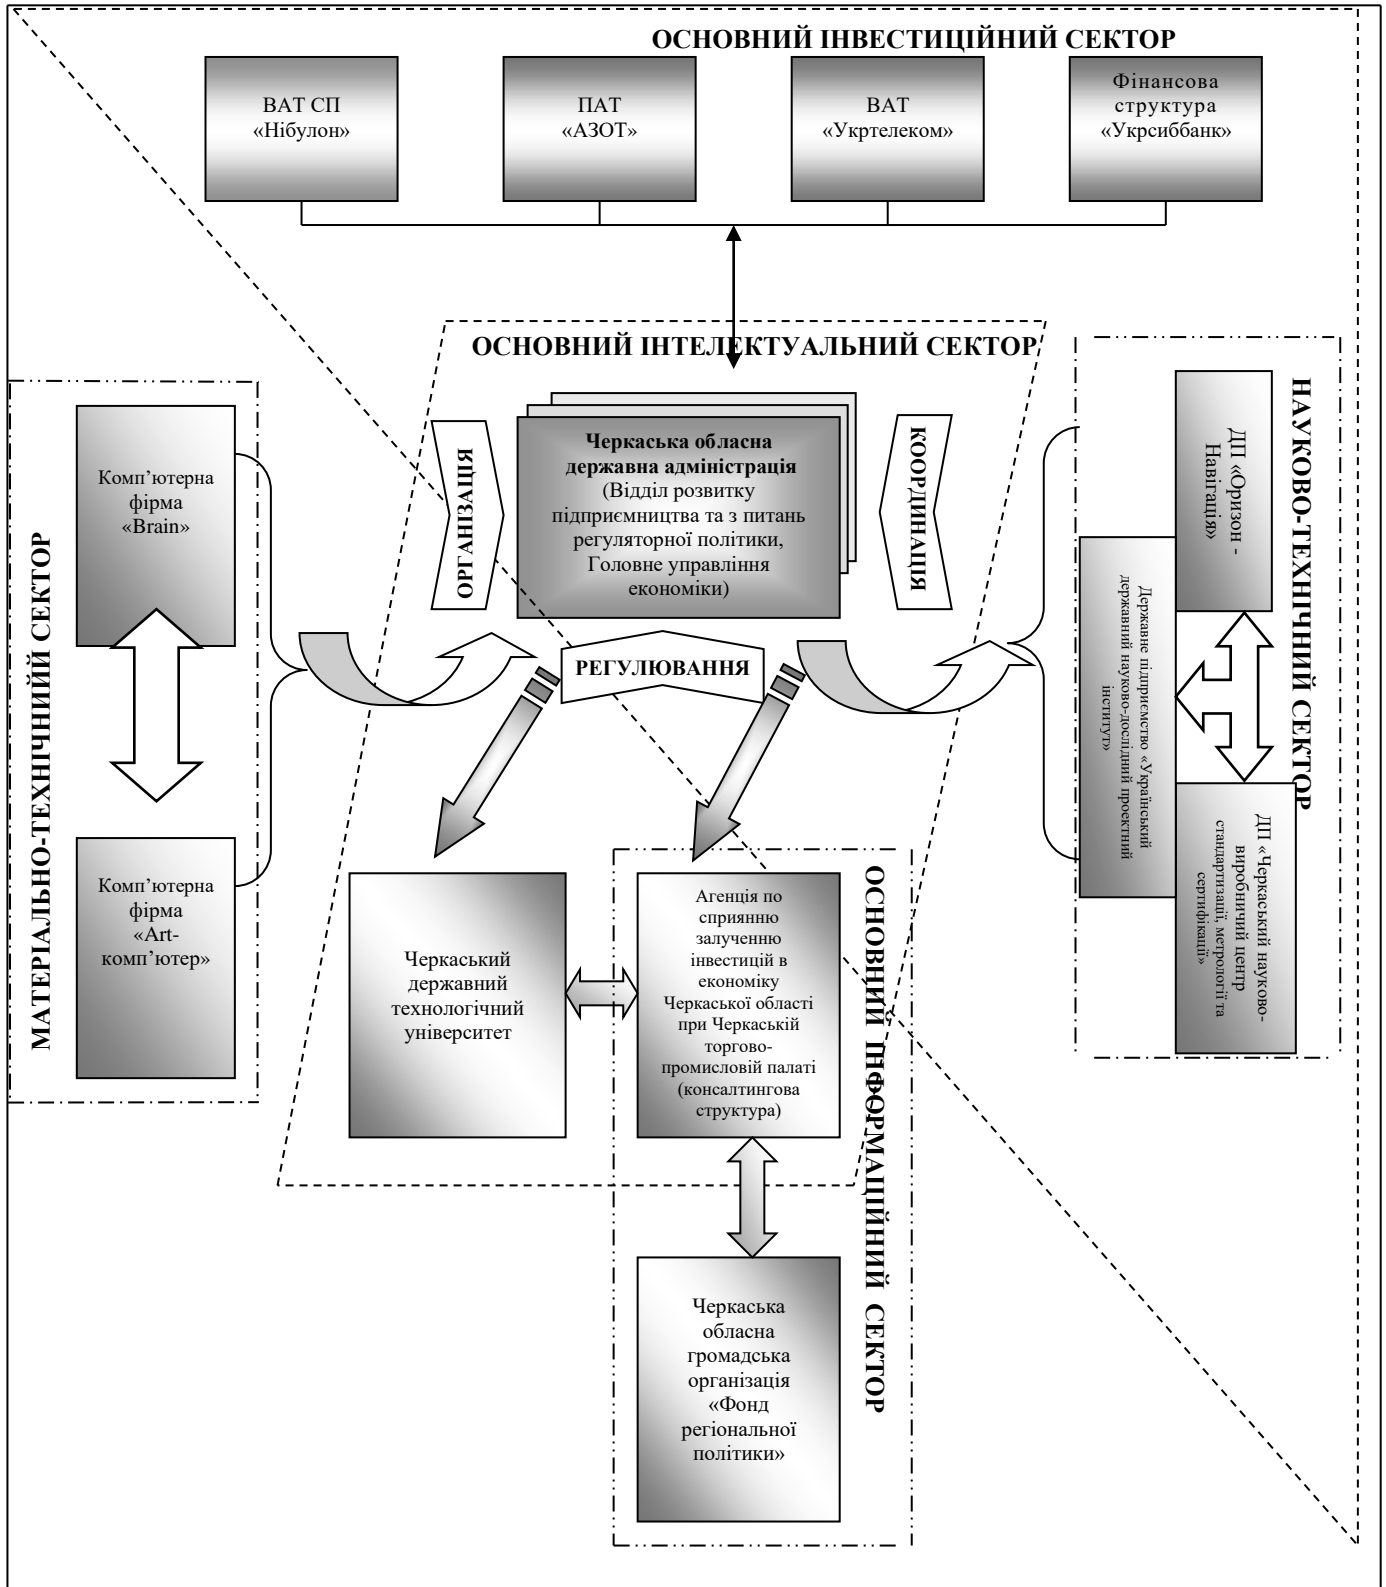 ОСНОВНИЙ ІНВЕСТИЦІЙНИЙ СЕКТОР
ВАТ СП
«Нібулон»
ПАТ
«АЗОТ»
ВАТ
«Укртелеком»
Фінансова
структура
«Укрсиббанк»
ОСНОВНИЙ ІНТЕЛЕКТУАЛЬНИЙ СЕКТОР
МАТЕРІАЛЬНО-ТЕХНІЧНИЙ СЕКТОР
Комп’ютерна
фірма
«Brain»
Комп’ютерна
фірма
«Art-
комп’ютер»
ОРГАНІЗАЦІЯ
Черкаська обласна
державна адміністрація
(Відділ розвитку
підприємництва та з питань
регуляторної політики,
Головне управління
економіки)
КООРДИНАЦІЯ
РЕГУЛЮВАННЯ
НАУКОВО-ТЕХНІЧНИЙ СЕКТОР
ДП «Оризон -
Навігація»
Державне підприємство «Український
державний науково-дослідний проектний
інститут»
ДП «Черкаський науково-
виробничий центр
стандартизації, метрології та
сертифікації»
Черкаський
державний
технологічний
університет
Агенція по
сприянню
залученню
інвестицій в
економіку
Черкаської області
при Черкаській
торгово-
промисловій палаті
(консалтингова
структура)
ОСНОВНИЙ ІНФОРМАЦІЙНИЙ СЕКТОР
Черкаська
обласна
громадська
організація
«Фонд
регіональної
політики»